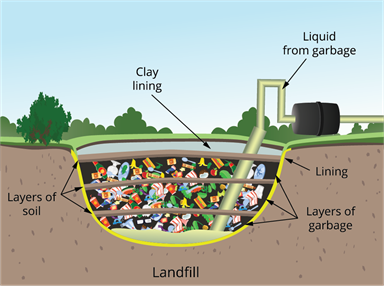 Liquid
from garbage
Clay
lining
Lining
Layers of
soil
Layers of
garbage
Landfill